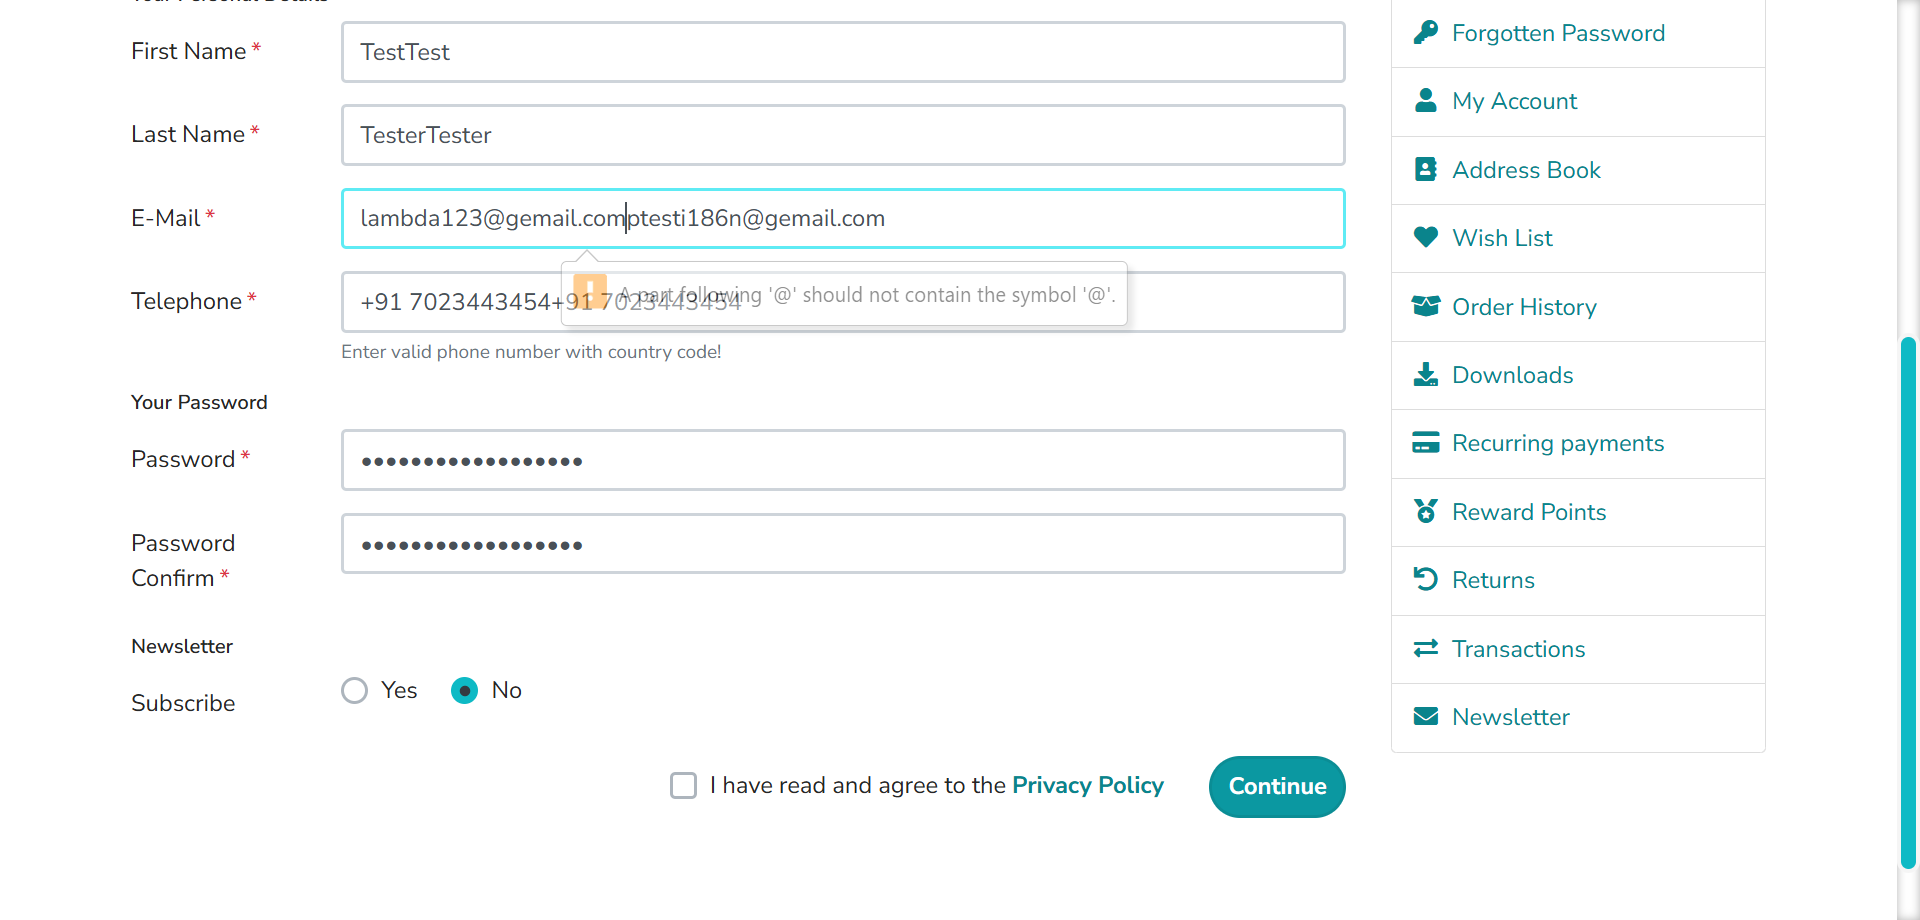 Your Personal Details
First Name *
TestTest
Last Name *
TesterTester
E-Mail *
lambda123@gemail.comptesti186n@gemail.com
A part following '@' should not contain the symbol '@'.
Telephone *
+91 7023443454+91 7023443454
Enter valid phone number with country code!
Your Password
Password *
••••••••••••••••••
Password
Confirm *
••••••••••••••••••
Newsletter
Subscribe
Yes
No
I have read and agree to the Privacy Policy
Continue
Forgotten Password
My Account
Address Book
Wish List
Order History
Downloads
Recurring payments
Reward Points
Returns
Transactions
Newsletter